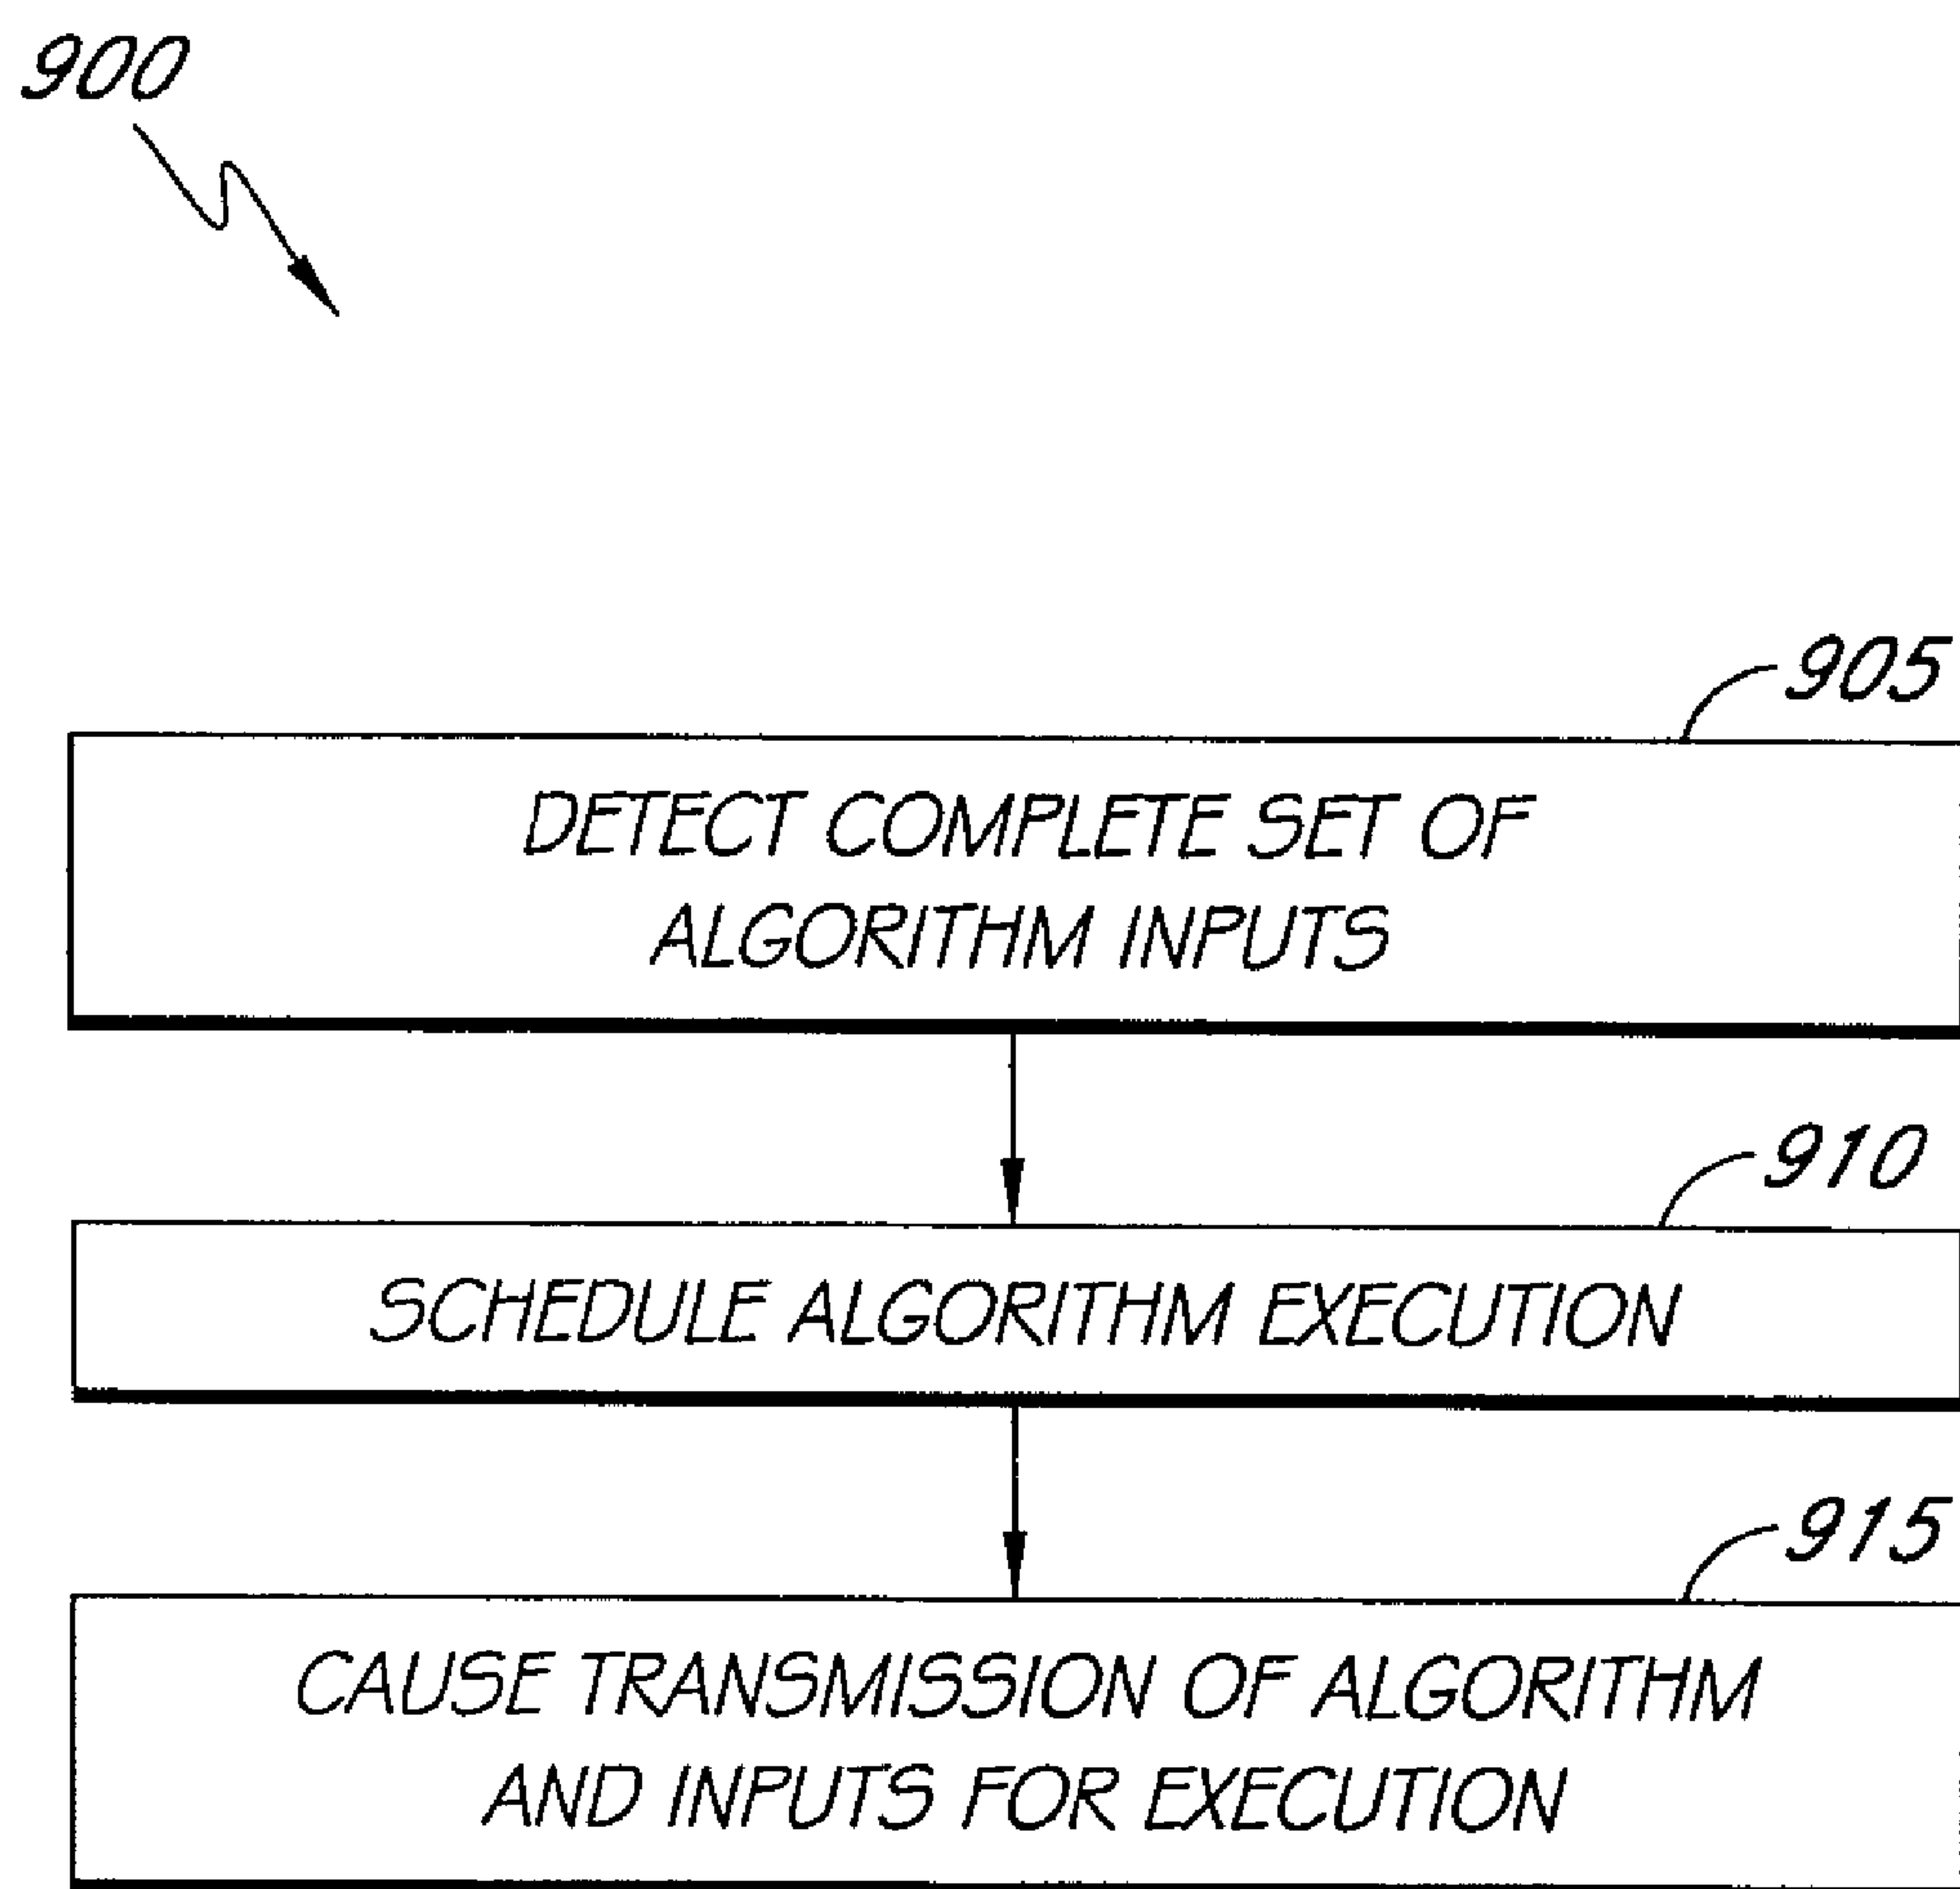 900
905
DETECT COMPLETE SET OF
ALGORITHM INPUTS
910
SCHEDULE ALGORITHM EXECUTION
915
CAUSE TRANSMISSION OF ALGORITHM
AND INPUTS FOR EXECUTION